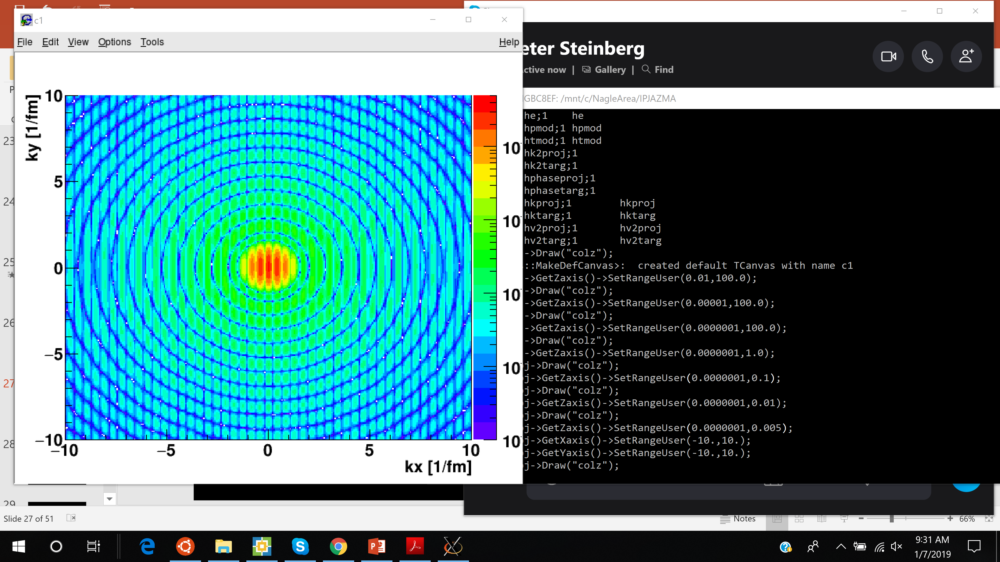 c1
File Edit View Options Tools Help
ky [1/fm]
10
5
0
−5
−10
−10 −5 0 5 10
kx [1/fm]
10
10
10
10
10
eter Steinberg
ctive now | Gallery | Find
GBC8EF: /mnt/c/NagleArea/IPJAZMA
he;1 he
hpmod;1 hpmod
htmod;1 htmod
hk2proj;1
hk2targ;1
hphaseproj;1
hphasetarg;1
hkproj;1 hkproj
hktarg;1 hktarg
hv2proj;1 hv2proj
hv2targ;1 hv2targ
->Draw("colz");
::MakeDefCanvas>: created default TCanvas with name c1
->GetZaxis()->SetRangeUser(0.01,100.0);
->Draw("colz");
->GetZaxis()->SetRangeUser(0.00001,100.0);
->Draw("colz");
->GetZaxis()->SetRangeUser(0.0000001,100.0);
->Draw("colz");
->GetZaxis()->SetRangeUser(0.0000001,1.0);
j->Draw("colz");
j->GetZaxis()->SetRangeUser(0.0000001,0.1);
j->Draw("colz");
j->GetZaxis()->SetRangeUser(0.0000001,0.01);
j->Draw("colz");
j->GetZaxis()->SetRangeUser(0.0000001,0.005);
j->GetXaxis()->SetRangeUser(-10.,10.);
j->GetYaxis()->SetRangeUser(-10.,10.);
j->Draw("colz");
23
24
25
26
27
28
29
Slide 27 of 51
Notes
66%
9:31 AM
1/7/2019